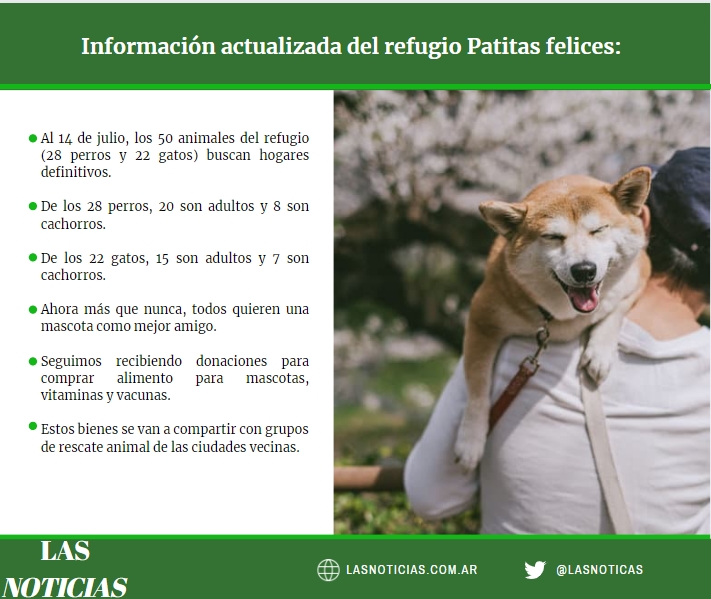 Información actualizada del refugio Patitas felices:
Al 14 de julio, los 50 animales del refugio
(28 perros y 22 gatos) buscan hogares
definitivos.
De los 28 perros, 20 son adultos y 8 son
cachorros.
De los 22 gatos, 15 son adultos y 7 son
cachorros.
Ahora más que nunca, todos quieren una
mascota como mejor amigo.
Seguimos recibiendo donaciones para
comprar alimento para mascotas,
vitaminas y vacunas.
Estos bienes se van a compartir con grupos
de rescate animal de las ciudades vecinas.
LAS
NOTICIAS
LASNOTICIAS.COM.AR
@LASNOTICAS